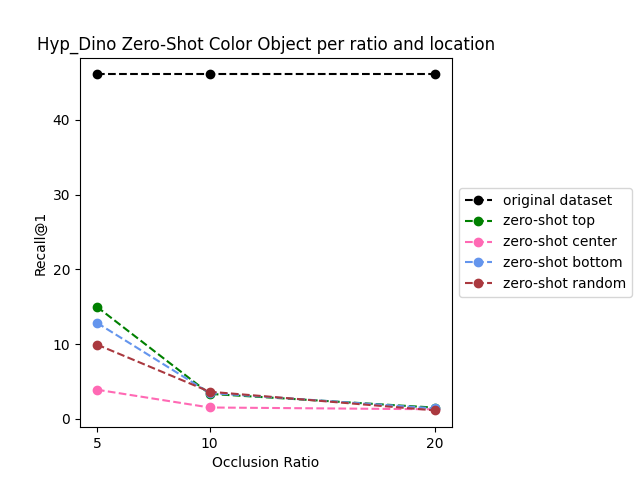 Hyp_Dino Zero-Shot Color Object per ratio and location
Recall@1
40
30
20
10
0
5
10
20
Occlusion Ratio
original dataset
zero-shot top
zero-shot center
zero-shot bottom
zero-shot random